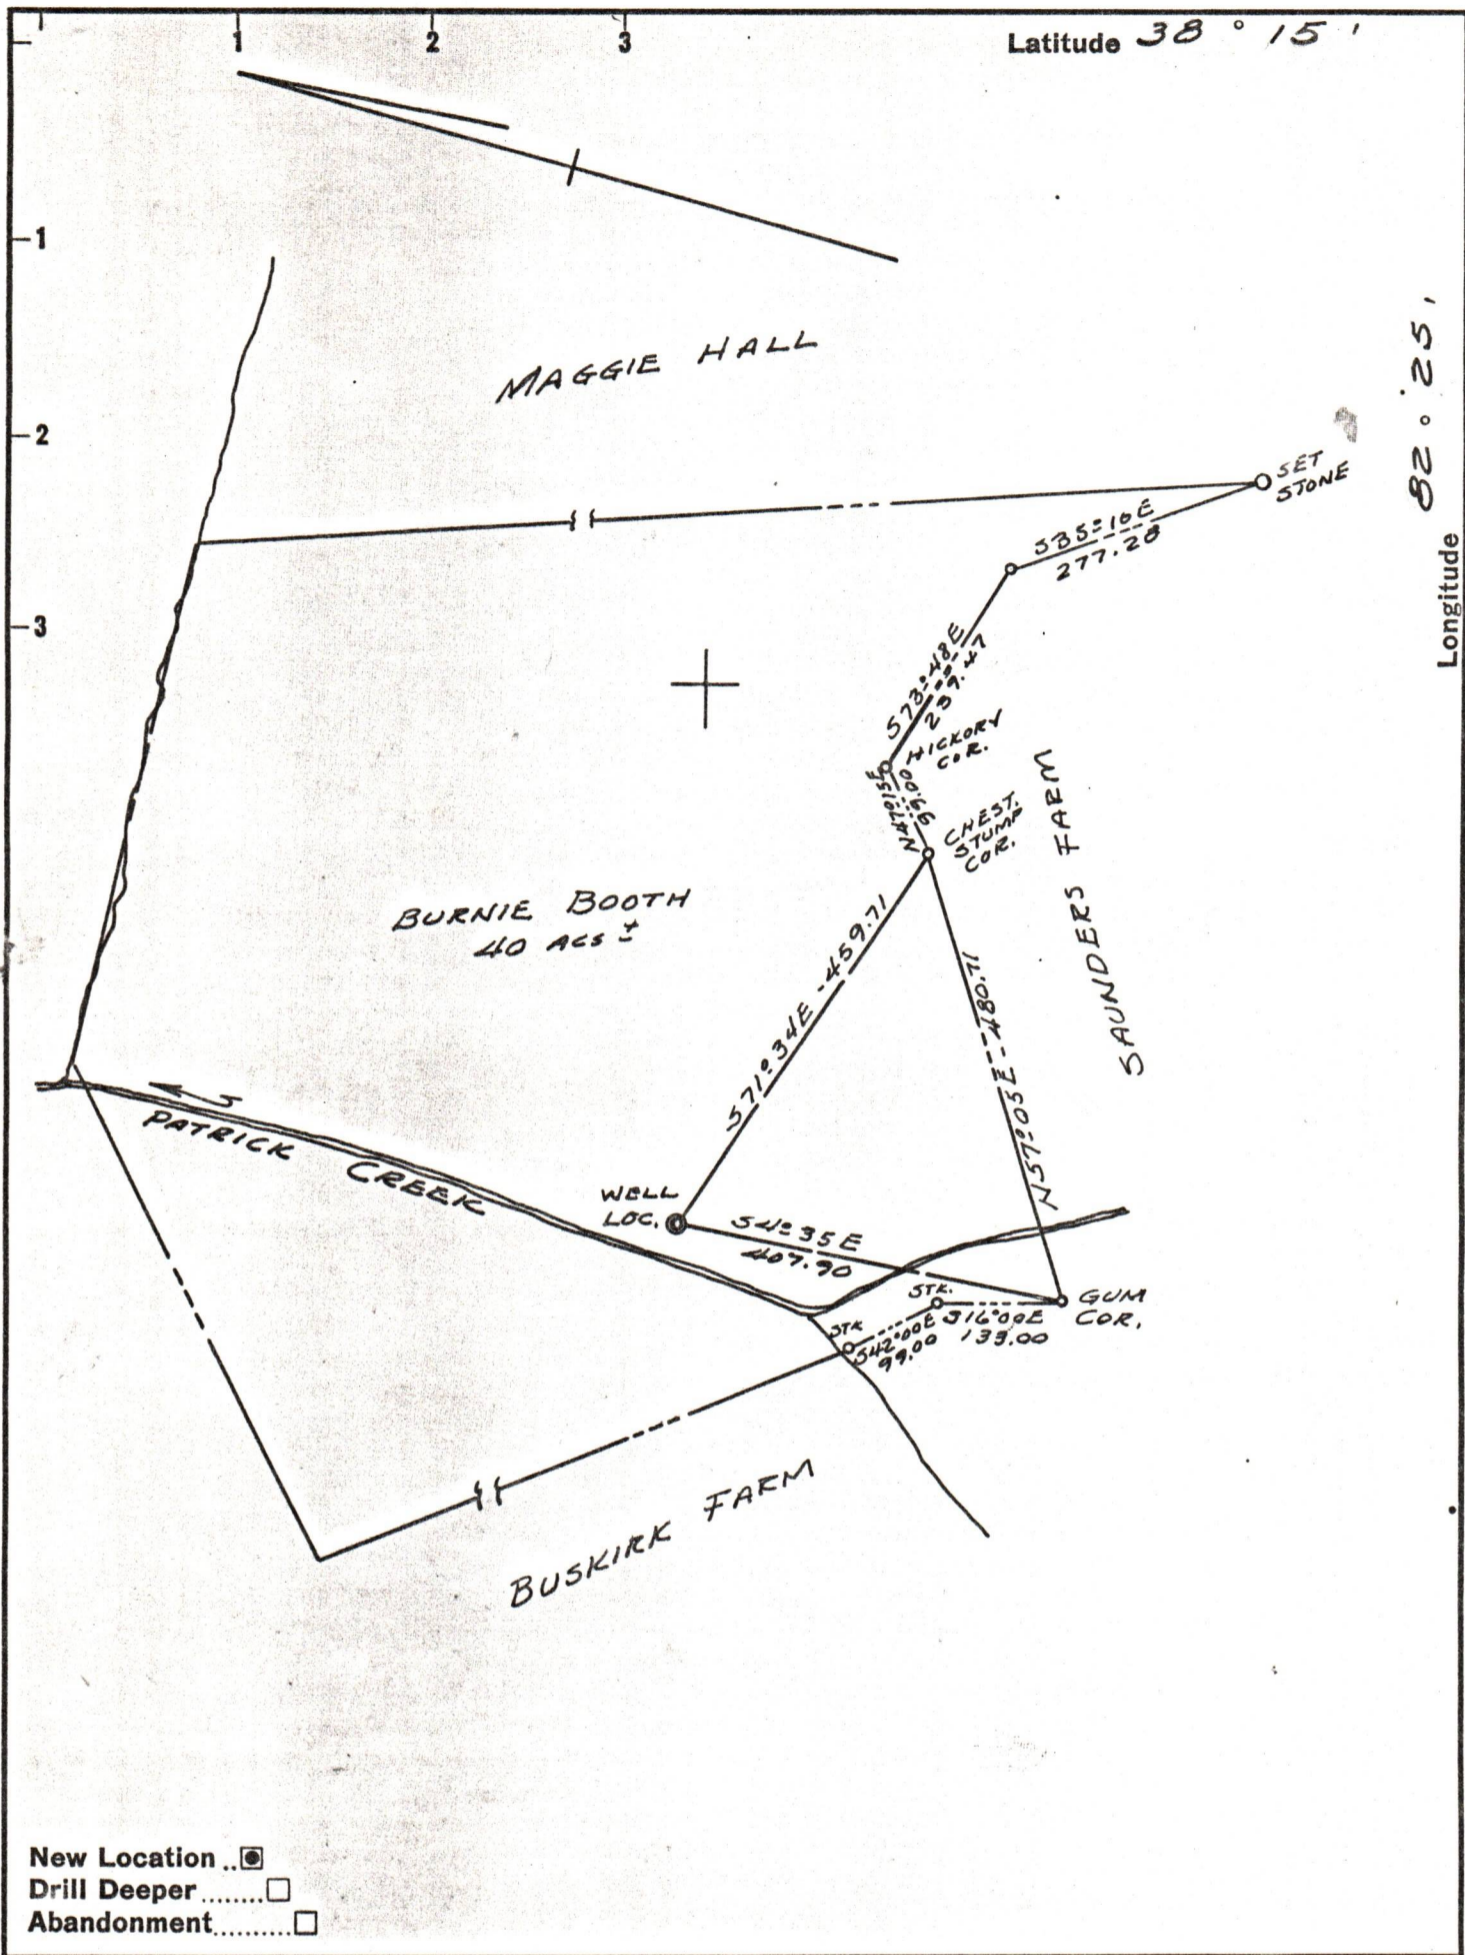 1 2 3
Latitude 38° 15'
1
2
3
82° 25'
Longitude
MAGGIE HALL
SET
STONE
S35°16E
277.28
S73°48E
239.47
HICKORY
COR.
N47°15E
99.00
CHEST.
STUMP
COR.
SAUNDERS FARM
BURNIE BOOTH
40 ACS ±
S71°34E - 459.71
N57°05E - 480.71
PATRICK CREEK
WELL
LOC.
S4°35E
407.90
STK.
GUM
COR.
S16°00E
133.00
STK
S42°00E
99.00
BUSKIRK FARM
New Location ..
Drill Deeper ........
Abandonment ..........